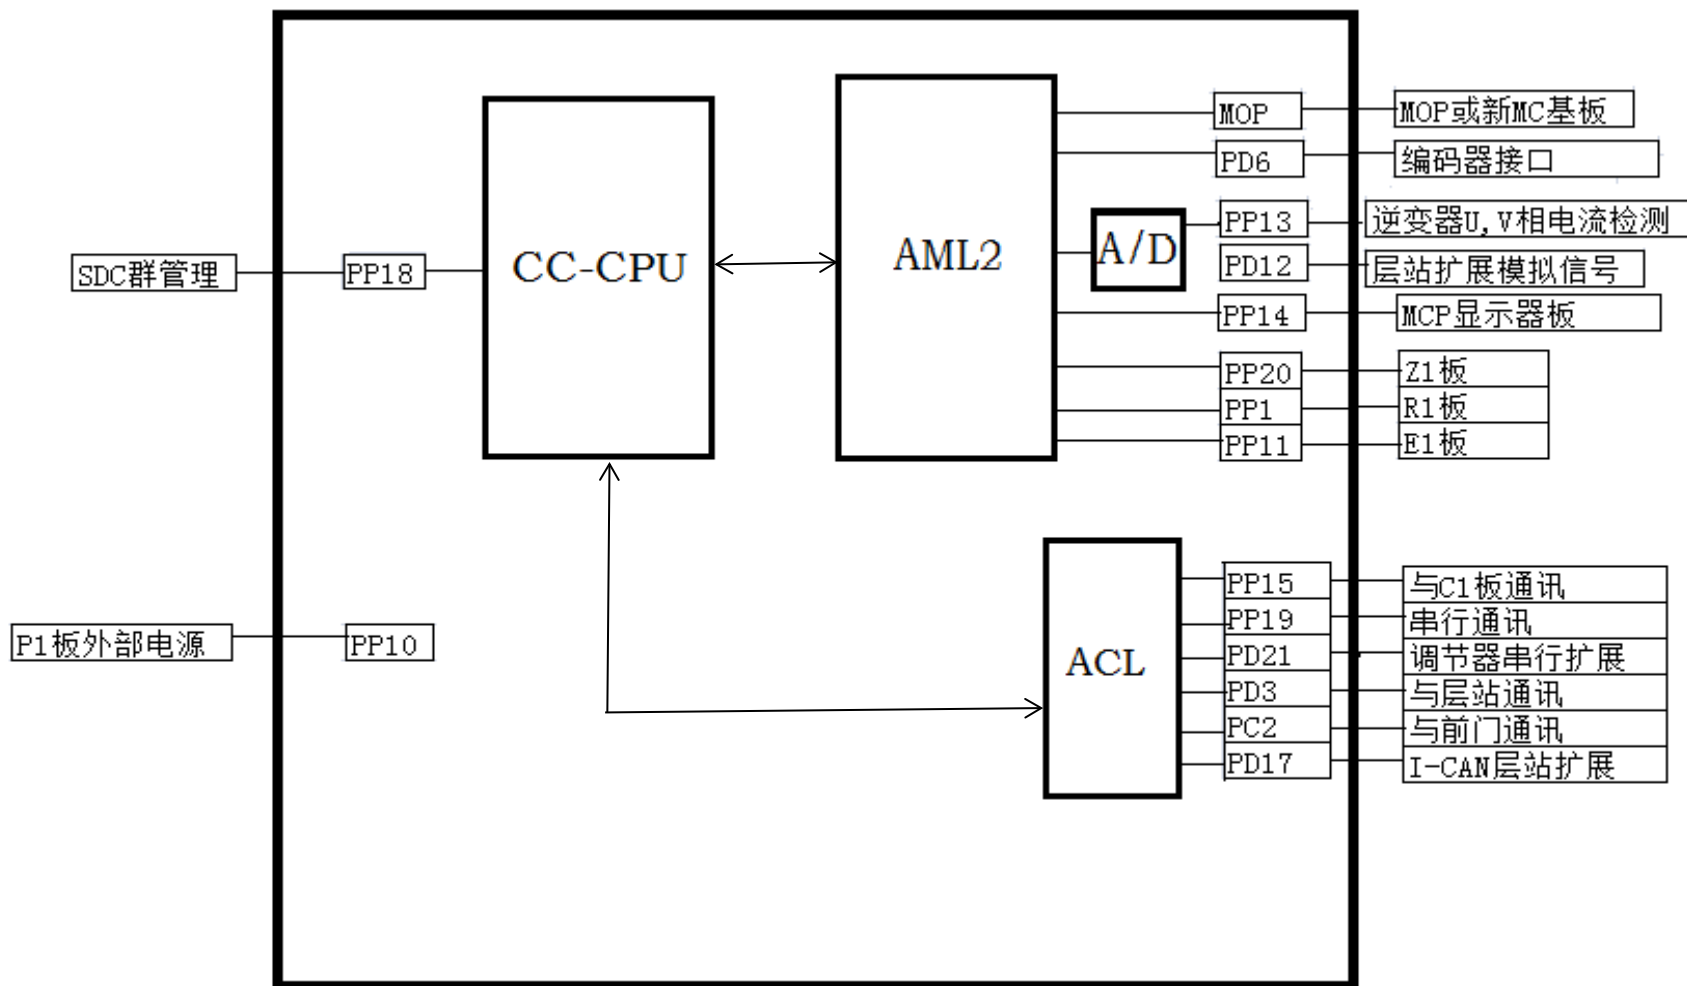 CC-CPU
AML2
A/D
ACL
SDC群管理
PP18
P1板外部电源
PP10
MOP
MOP或新MC基板
PD6
编码器接口
PP13
逆变器U,V相电流检测
PD12
层站扩展模拟信号
PP14
MCP显示器板
PP20
Z1板
PP1
R1板
PP11
E1板
PP15
与C1板通讯
PP19
串行通讯
PD21
调节器串行扩展
PD3
与层站通讯
PC2
与前门通讯
PD17
I-CAN层站扩展